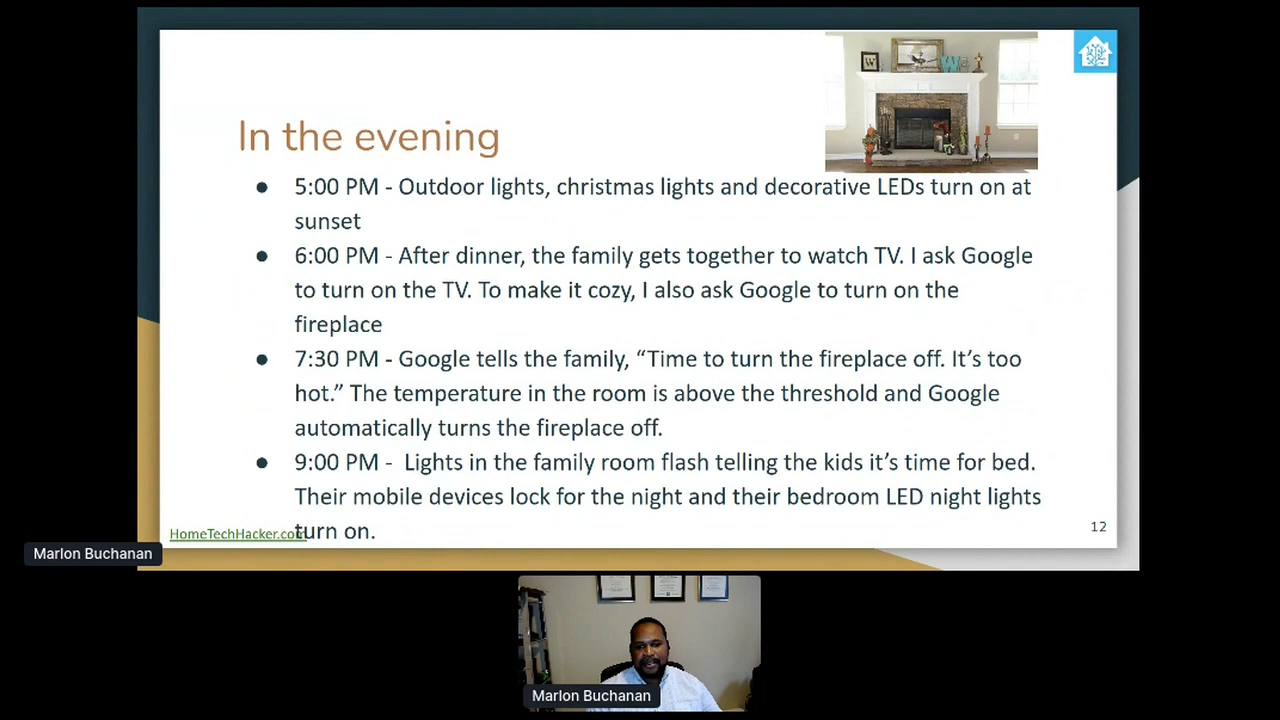 In the evening
● 5:00 PM - Outdoor lights, christmas lights and decorative LEDs turn on at
sunset
● 6:00 PM - After dinner, the family gets together to watch TV. I ask Google
to turn on the TV. To make it cozy, I also ask Google to turn on the
fireplace
● 7:30 PM - Google tells the family, “Time to turn the fireplace off. It’s too
hot.” The temperature in the room is above the threshold and Google
automatically turns the fireplace off.
● 9:00 PM - Lights in the family room flash telling the kids it’s time for bed.
Their mobile devices lock for the night and their bedroom LED night lights
turn on.
HomeTechHacker.com
12
Marlon Buchanan
Marlon Buchanan